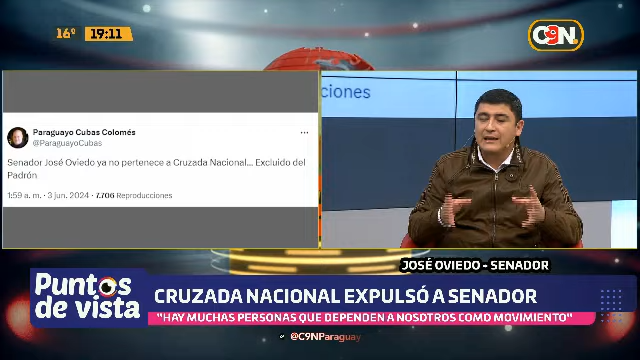 16° 19:11
C9N
ciones
Paraguayo Cubas Colomés
@ParaguayoCubas
Senador José Oviedo ya no pertenece a Cruzada Nacional... Excluido del
Padrón
1:59 a. m. · 3 jun. 2024 · 7.706 Reproducciones
JOSÉ OVIEDO - SENADOR
Puntos
de vista
CRUZADA NACIONAL EXPULSÓ A SENADOR
"HAY MUCHAS PERSONAS QUE DEPENDEN A NOSOTROS COMO MOVIMIENTO"
@C9NParaguay